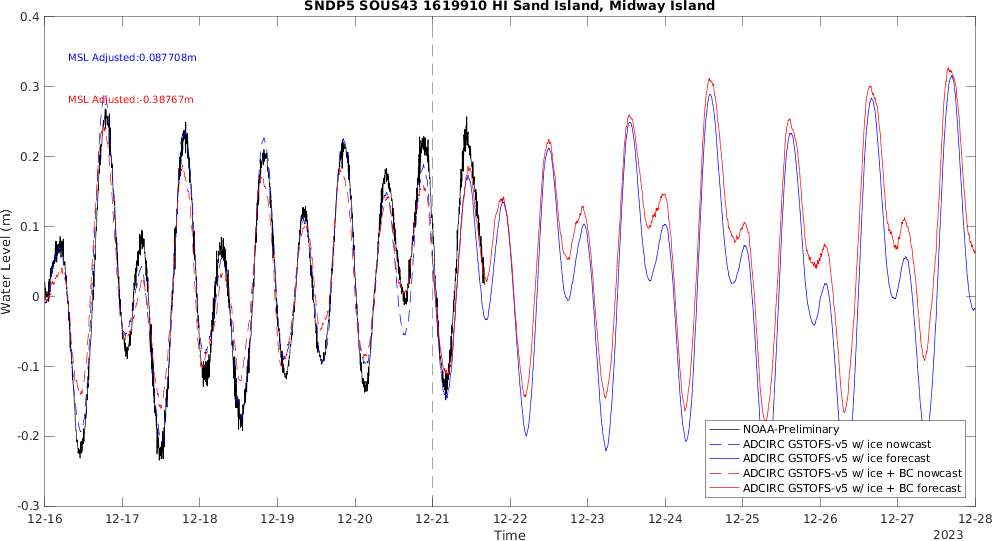 SNDP5 SOUS43 1619910 HI Sand Island, Midway Island
MSL Adjusted:0.087708m
MSL Adjusted:-0.38767m
Water Level (m)
0.4
0.3
0.2
0.1
0
-0.1
-0.2
-0.3
NOAA-Preliminary
ADCIRC GSTOFS-v5 w/ ice nowcast
ADCIRC GSTOFS-v5 w/ ice forecast
ADCIRC GSTOFS-v5 w/ ice + BC nowcast
ADCIRC GSTOFS-v5 w/ ice + BC forecast
12-16 12-17 12-18 12-19 12-20 12-21 12-22 12-23 12-24 12-25 12-26 12-27 12-28
Time
2023